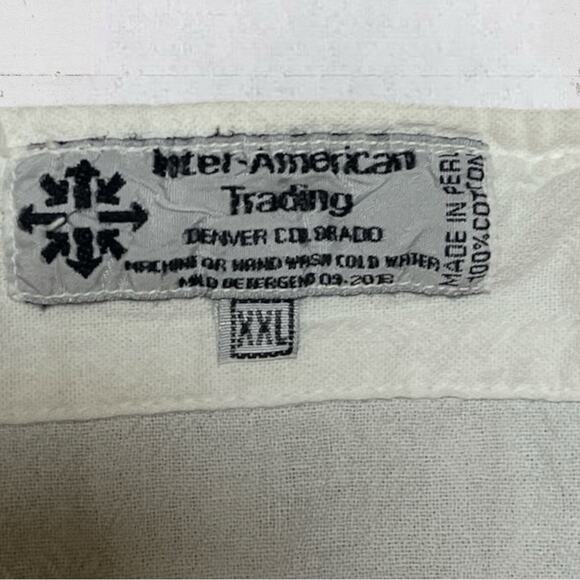 Inter-American
Trading
DENVER COLORADO
MACHINE OR HAND WASH COLD WATER
MILD DETERGENT 09-2018
MADE IN PERU
100% COTTON
XXL